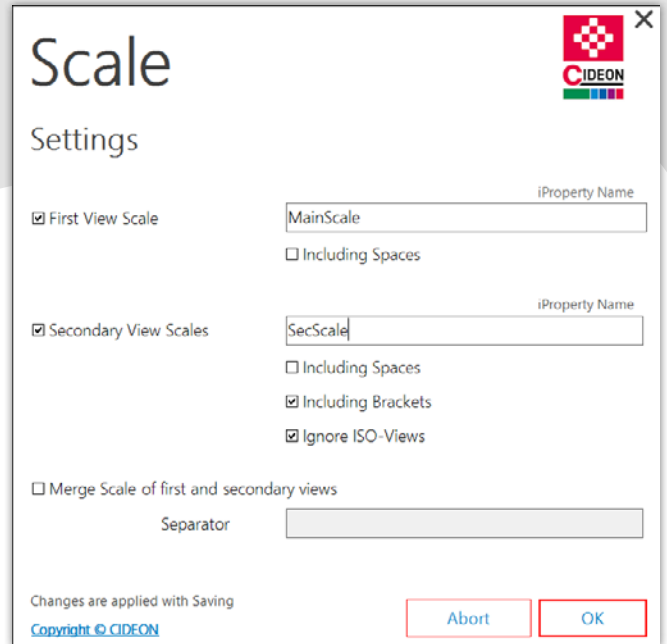 Scale
CIDEON
Settings
iProperty Name
First View Scale
MainScale
Including Spaces
iProperty Name
Secondary View Scales
SecScale
Including Spaces
Including Brackets
Ignore ISO-Views
Merge Scale of first and secondary views
Separator
Changes are applied with Saving
Abort
OK
Copyright © CIDEON